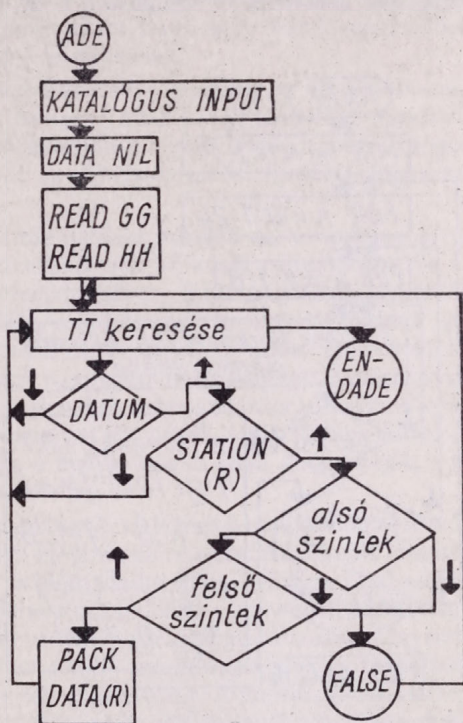 ADE
KATALÓGUS INPUT
DATA NIL
READ GG
READ HH
TT keresése
EN-
DADE
DATUM
STATION
(R)
alsó
szintek
felső
szintek
PACK
DATA(R)
FALSE